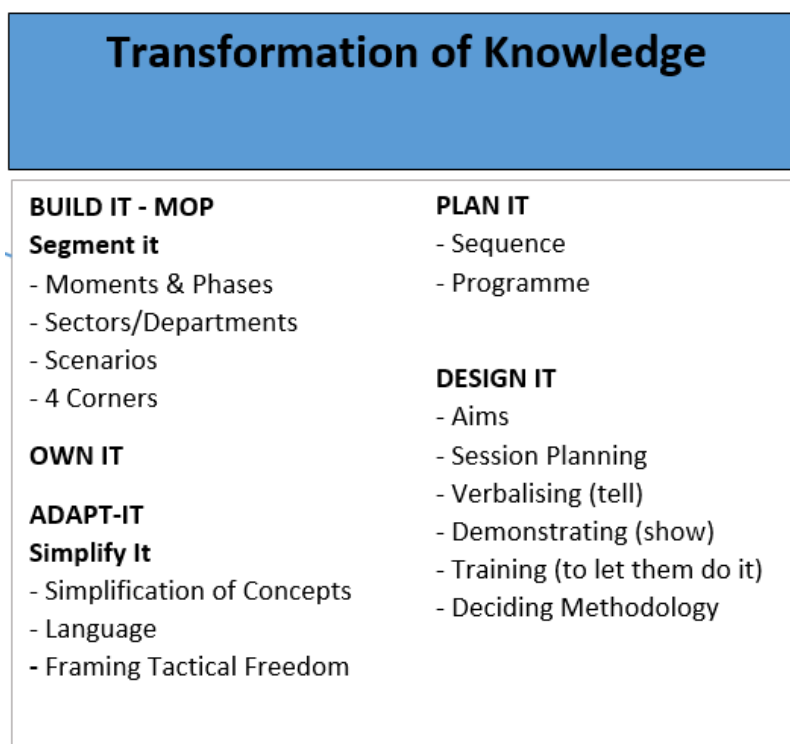 Transformation of Knowledge
BUILD IT - MOP
Segment it
- Moments & Phases
- Sectors/Departments
- Scenarios
- 4 Corners
OWN IT
ADAPT-IT
Simplify It
- Simplification of Concepts
- Language
- Framing Tactical Freedom
PLAN IT
- Sequence
- Programme
DESIGN IT
- Aims
- Session Planning
- Verbalising (tell)
- Demonstrating (show)
- Training (to let them do it)
- Deciding Methodology